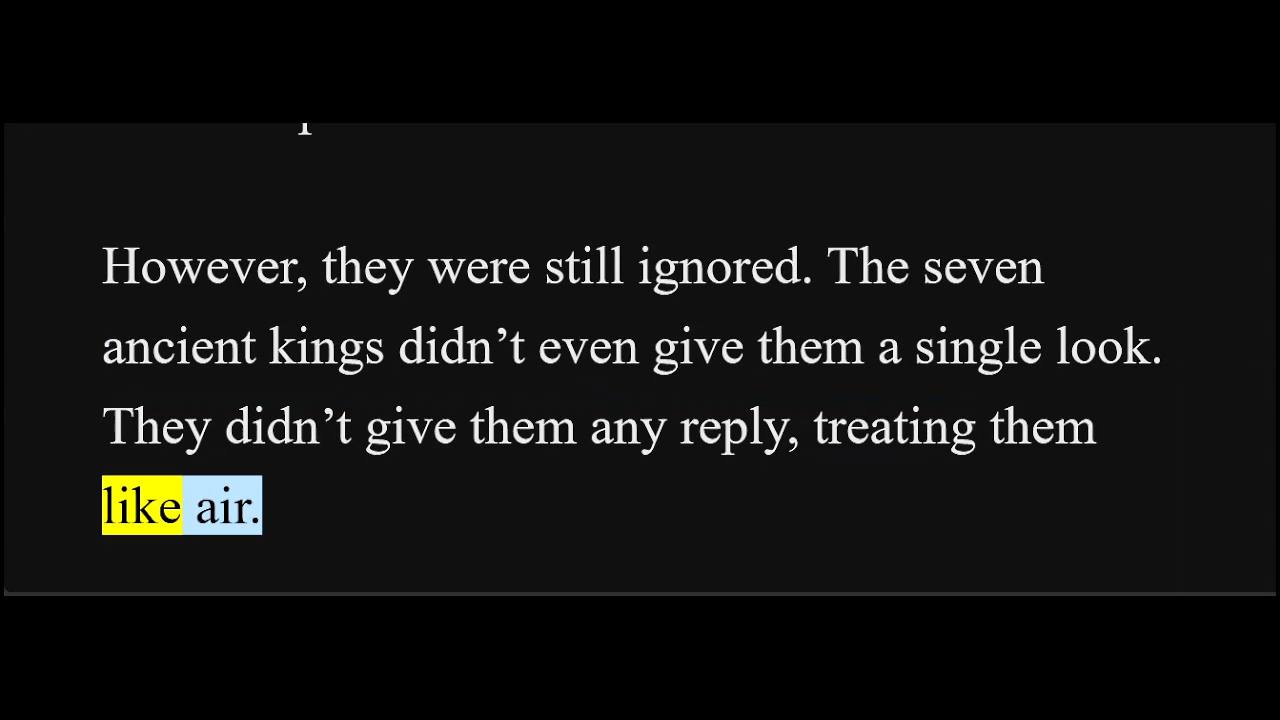 However, they were still ignored. The seven
ancient kings didn’t even give them a single look.
They didn’t give them any reply, treating them
like air.